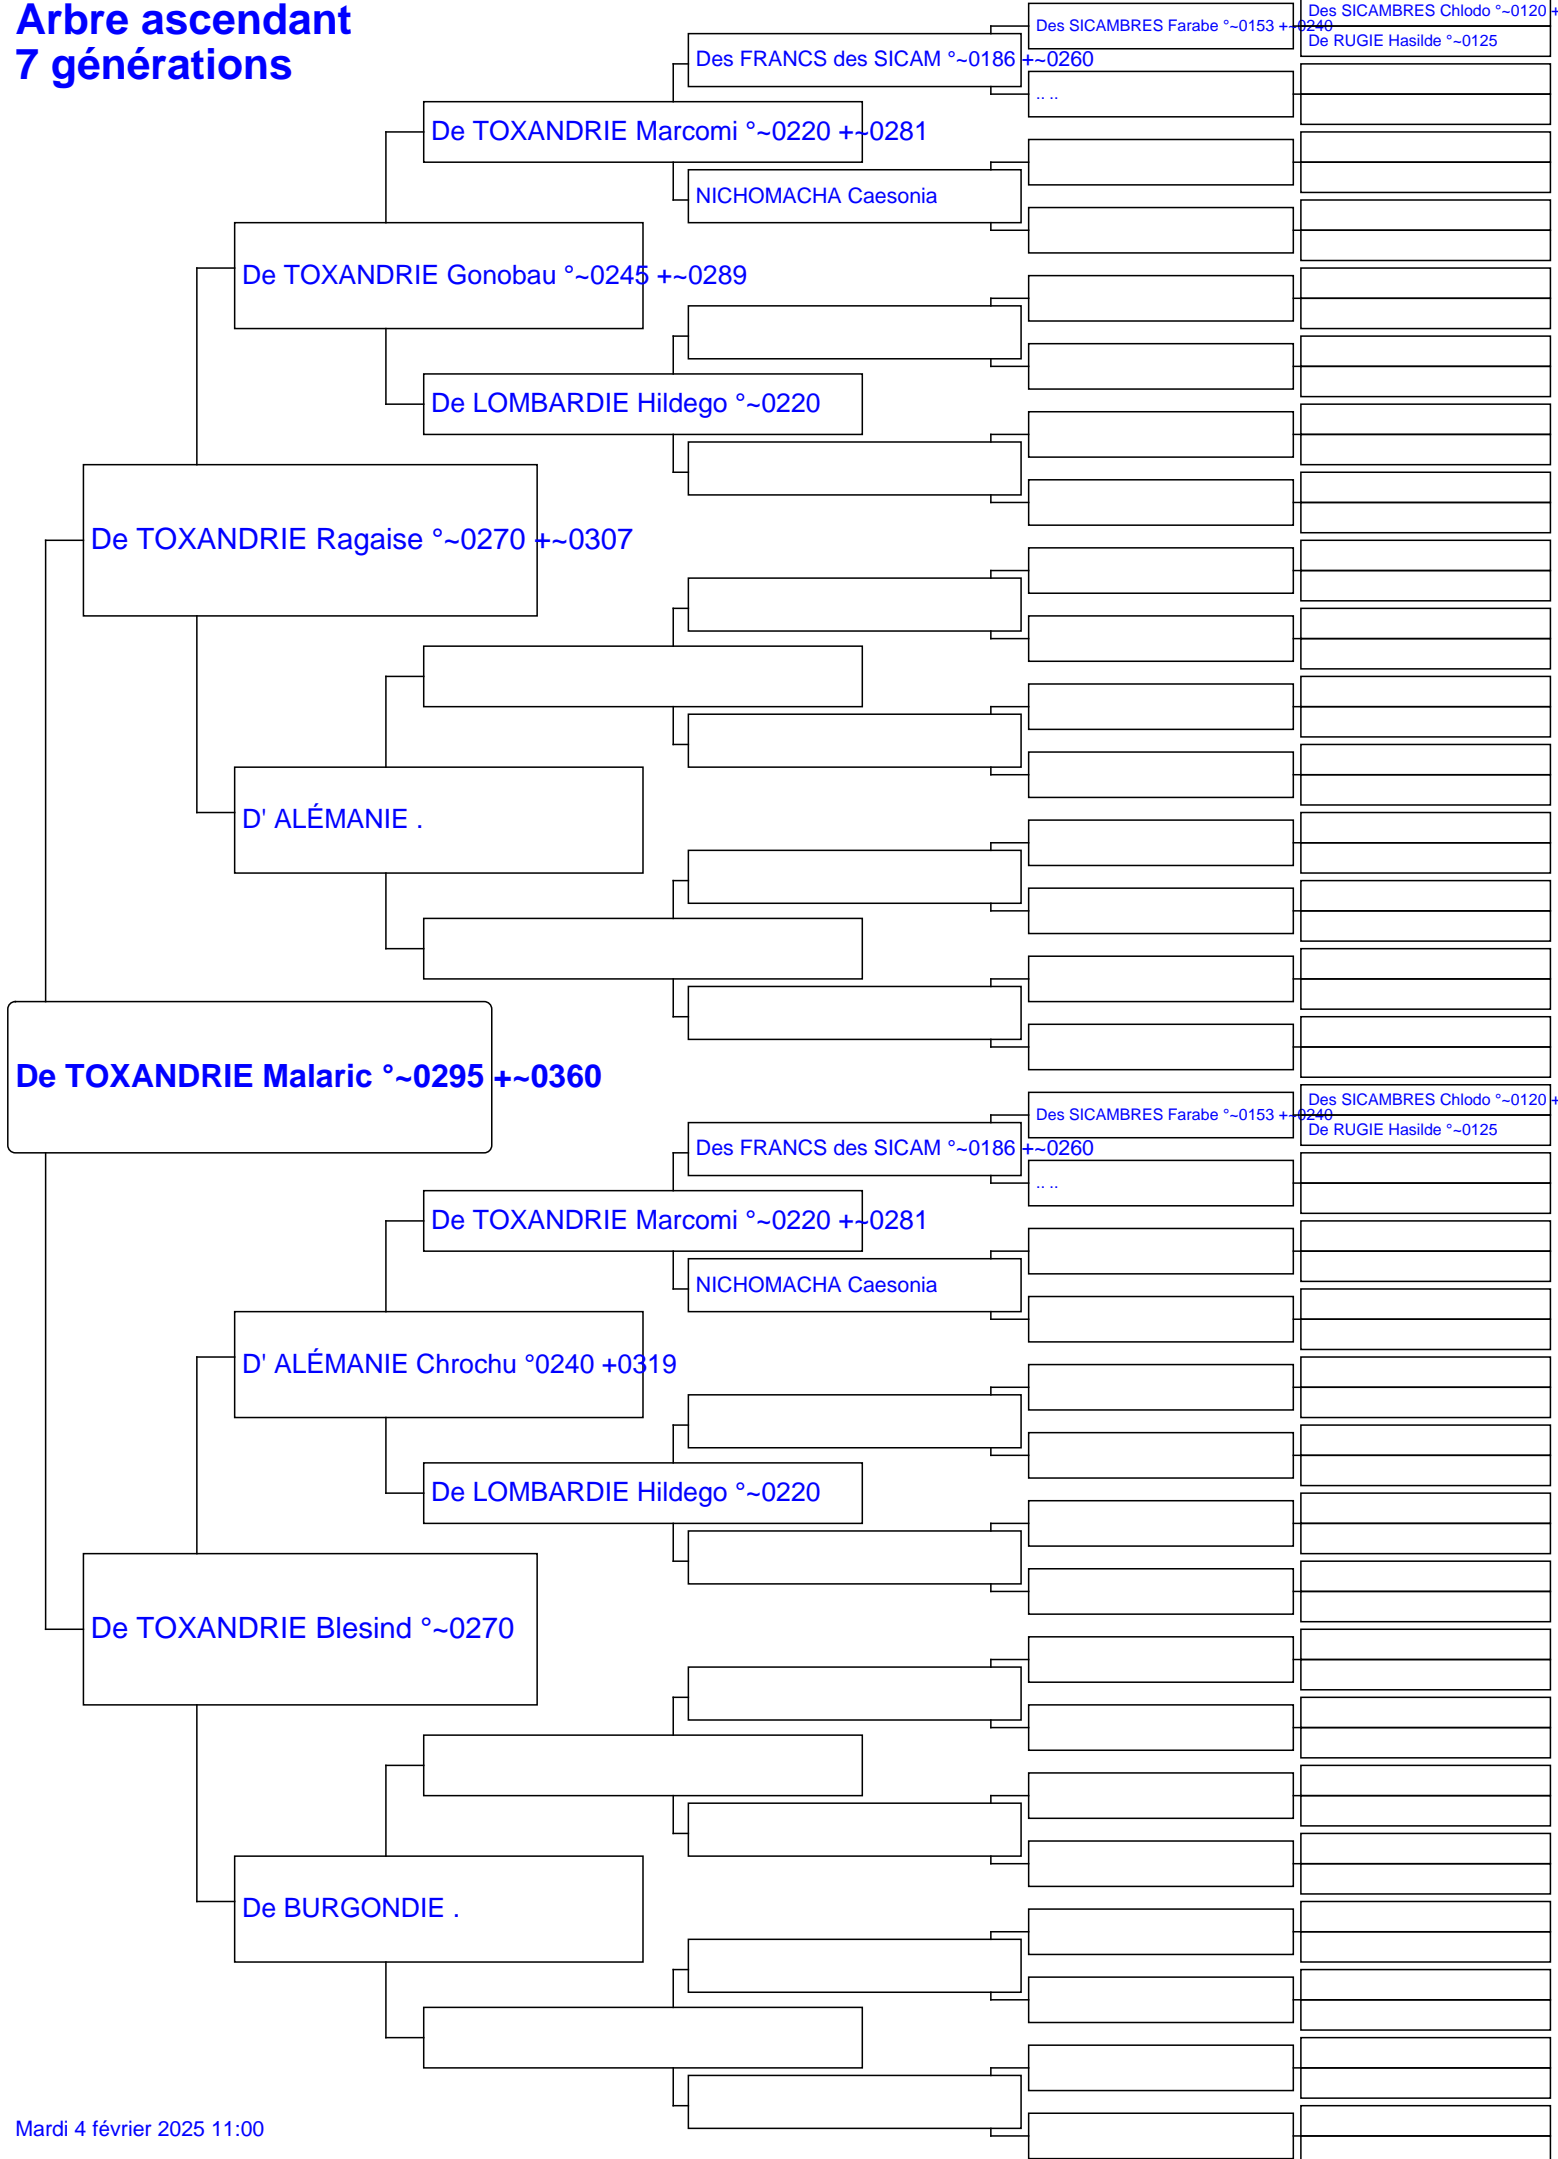 Arbre ascendant
7 générations
Des SICAMBRES Chlodo °~0120 +
Des SICAMBRES Farabe °~0153 +~0240
De RUGIE Hasilde °~0125
Des FRANCS des SICAM °~0186 +~0260
.. ..
De TOXANDRIE Marcomi °~0220 +~0281
NICHOMACHA Caesonia
De TOXANDRIE Gonobau °~0245 +~0289
De LOMBARDIE Hildego °~0220
De TOXANDRIE Ragaise °~0270 +~0307
D' ALÉMANIE .
De TOXANDRIE Malaric °~0295 +~0360
Des SICAMBRES Chlodo °~0120 +
Des SICAMBRES Farabe °~0153 +~0240
De RUGIE Hasilde °~0125
Des FRANCS des SICAM °~0186 +~0260
.. ..
De TOXANDRIE Marcomi °~0220 +~0281
NICHOMACHA Caesonia
D' ALÉMANIE Chrochu °0240 +0319
De LOMBARDIE Hildego °~0220
De TOXANDRIE Blesind °~0270
De BURGONDIE .
Mardi 4 février 2025 11:00